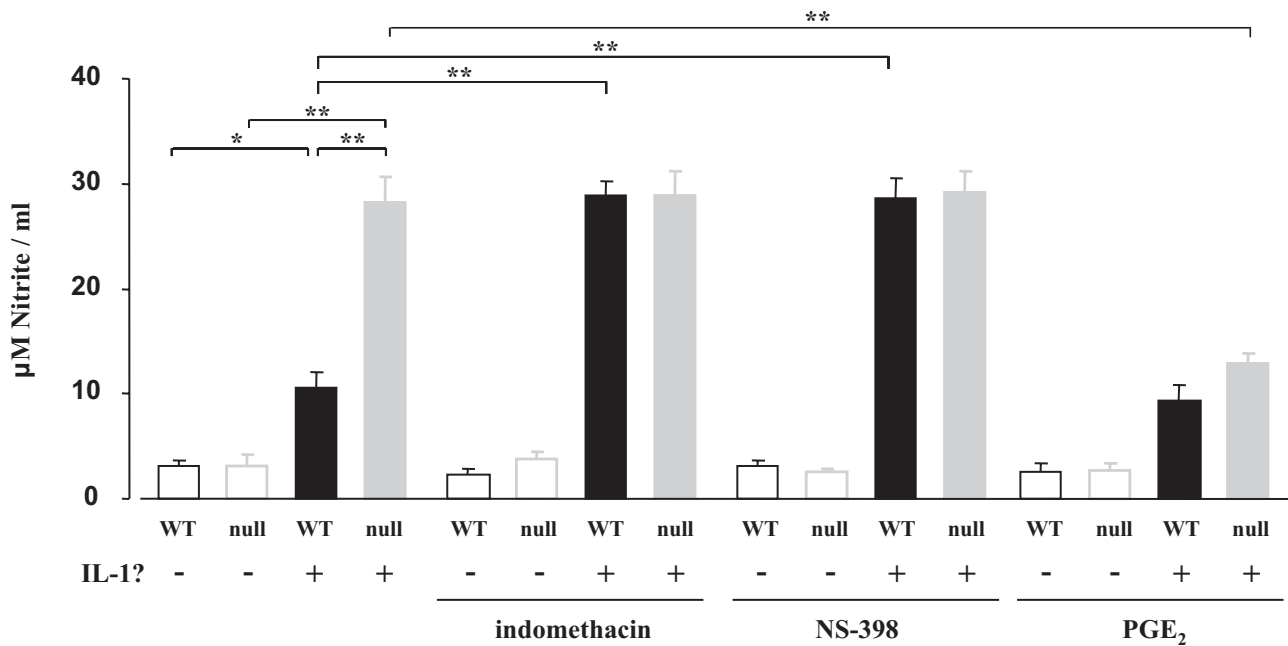 **
**
40
**
**
* **
30
µM Nitrite / ml
20
10
0
WT null WT null WT null WT null WT null WT null WT null WT null
IL-1? - - + + - - + + - - + + - - + +
indomethacin NS-398 PGE₂